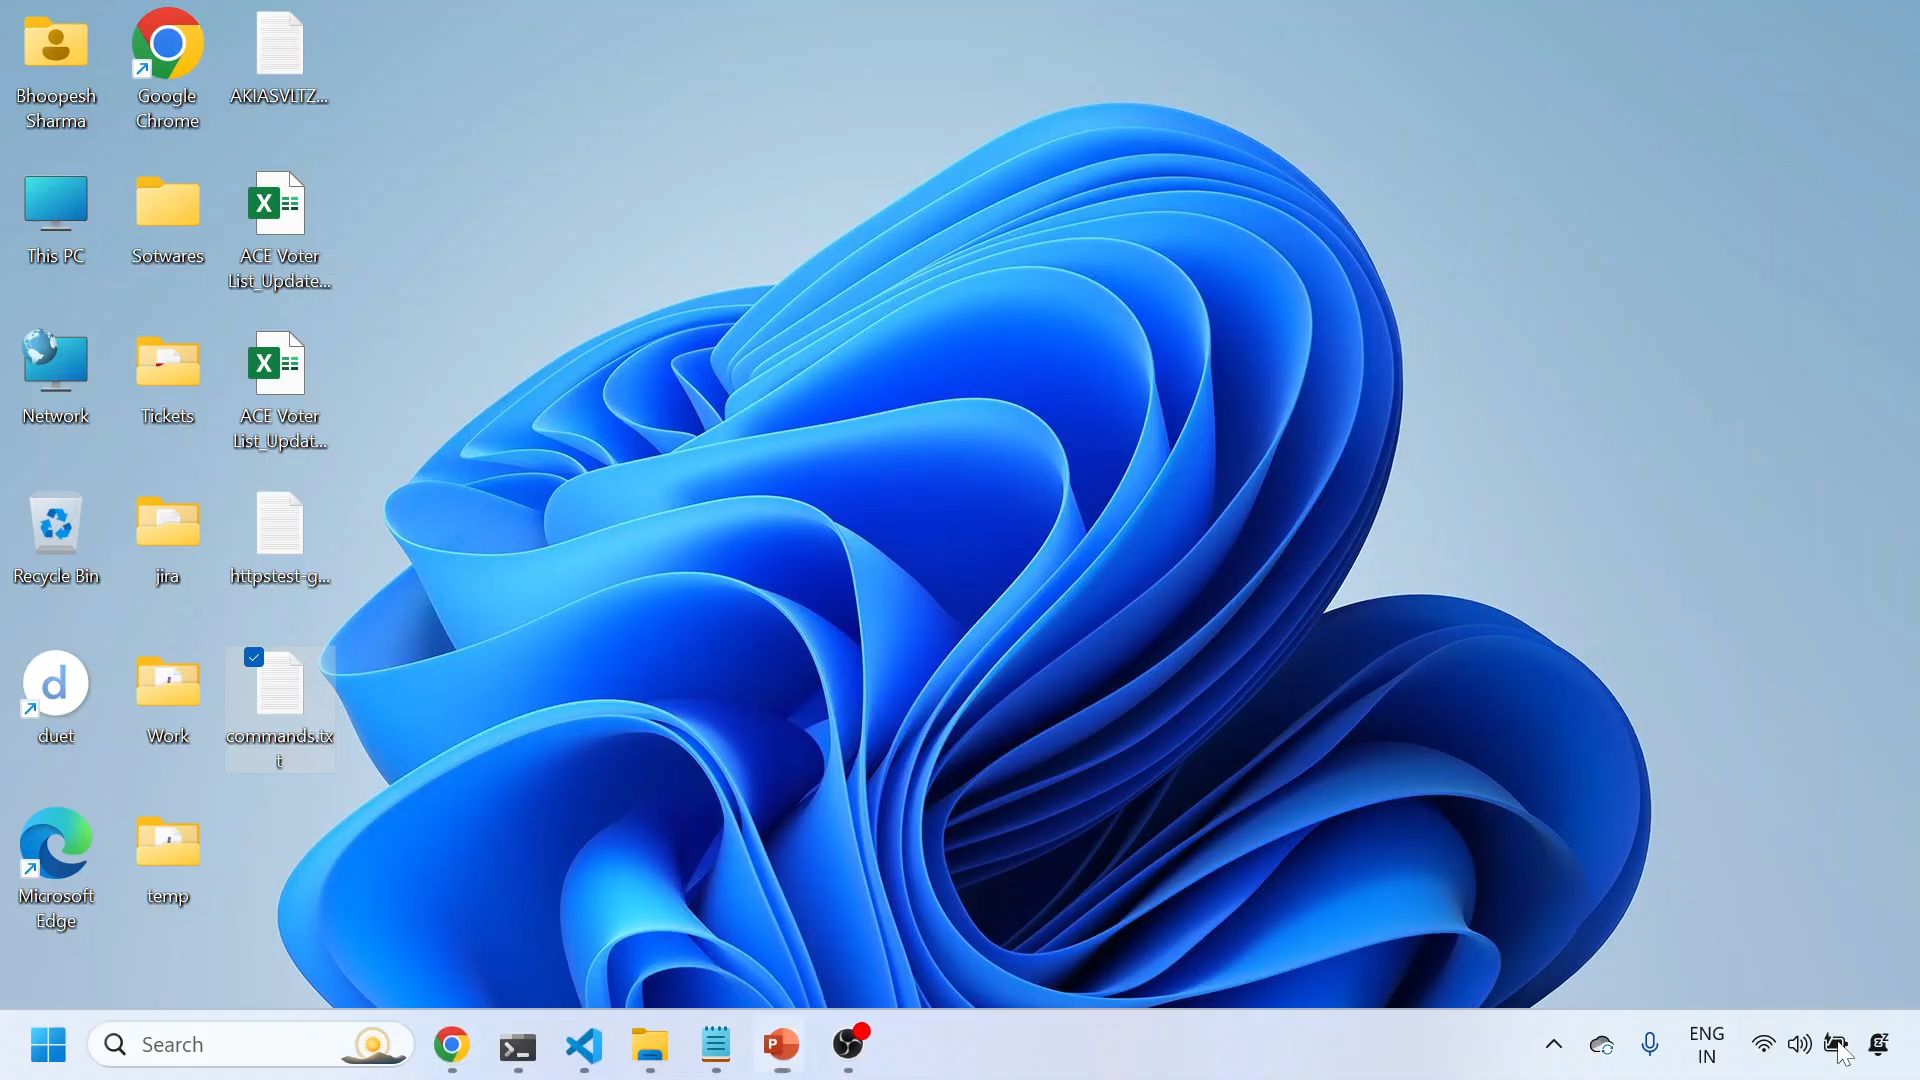 Bhoopesh
Sharma
Google
Chrome
AKIASVLTZ...
This PC
Sotwares
ACE Voter
List_Update...
Network
Tickets
ACE Voter
List_Updat...
Recycle Bin
jira
httpstest-g...
duet
Work
commands.tx
t
Microsoft
Edge
temp
Search
ENG
IN